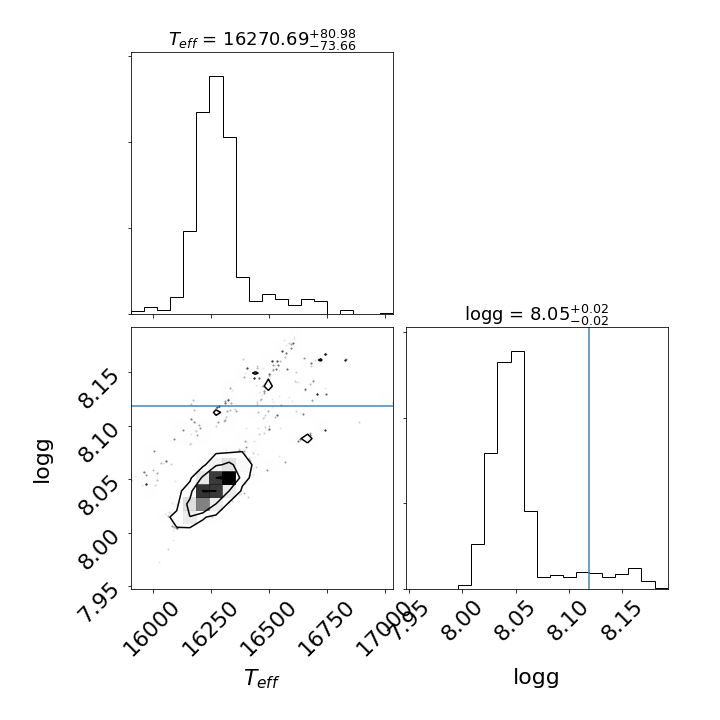 T_eff = 16270.69 +80.98 −73.66
logg = 8.05 +0.02 −0.02
logg
8.15
8.10
8.05
8.00
7.95
16000 16250 16500 16750 17000
7.95 8.00 8.05 8.10 8.15
T_eff
logg